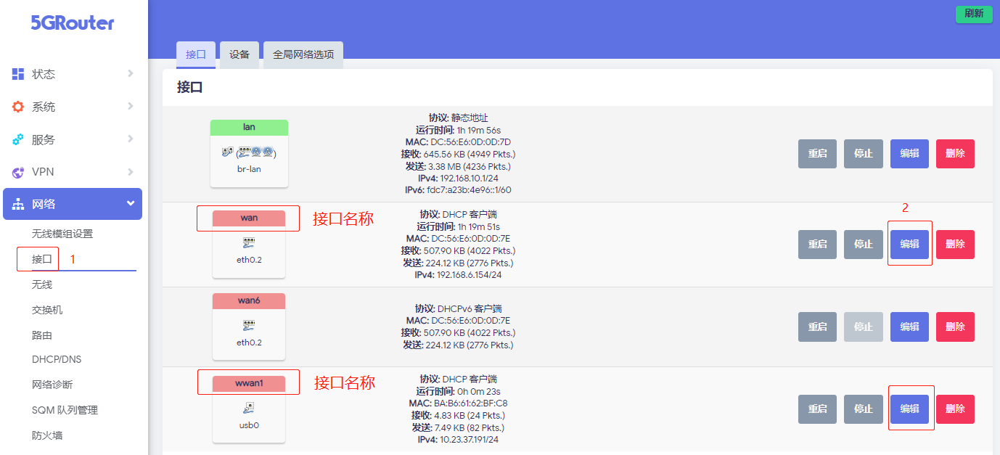 5GRouter
刷新
状态
系统
服务
VPN
网络
无线模组设置
接口
1
无线
交换机
路由
DHCP/DNS
网络诊断
SQM 队列管理
防火墙
接口 设备 全局网络选项
接口
lan
br-lan
协议: 静态地址
运行时间: 1h 19m 56s
MAC: DC:56:E6:0D:0D:7D
接收: 645.56 KB (4949 Pkts.)
发送: 3.38 MB (4236 Pkts.)
IPv4: 192.168.10.1/24
IPv6: fdc7:a23b:4e96::1/60
重启 停止 编辑 删除
wan
接口名称
eth0.2
协议: DHCP 客户端
运行时间: 1h 19m 51s
MAC: DC:56:E6:0D:0D:7E
接收: 507.90 KB (4022 Pkts.)
发送: 224.12 KB (2776 Pkts.)
IPv4: 192.168.6.154/24
2
重启 停止 编辑 删除
wan6
eth0.2
协议: DHCPv6 客户端
MAC: DC:56:E6:0D:0D:7E
接收: 507.90 KB (4022 Pkts.)
发送: 224.12 KB (2776 Pkts.)
重启 停止 编辑 删除
wwan1
接口名称
usb0
协议: DHCP 客户端
运行时间: 0h 0m 23s
MAC: BA:B6:61:62:BF:C8
接收: 4.83 KB (24 Pkts.)
发送: 7.49 KB (82 Pkts.)
IPv4: 10.23.37.191/24
重启 停止 编辑 删除